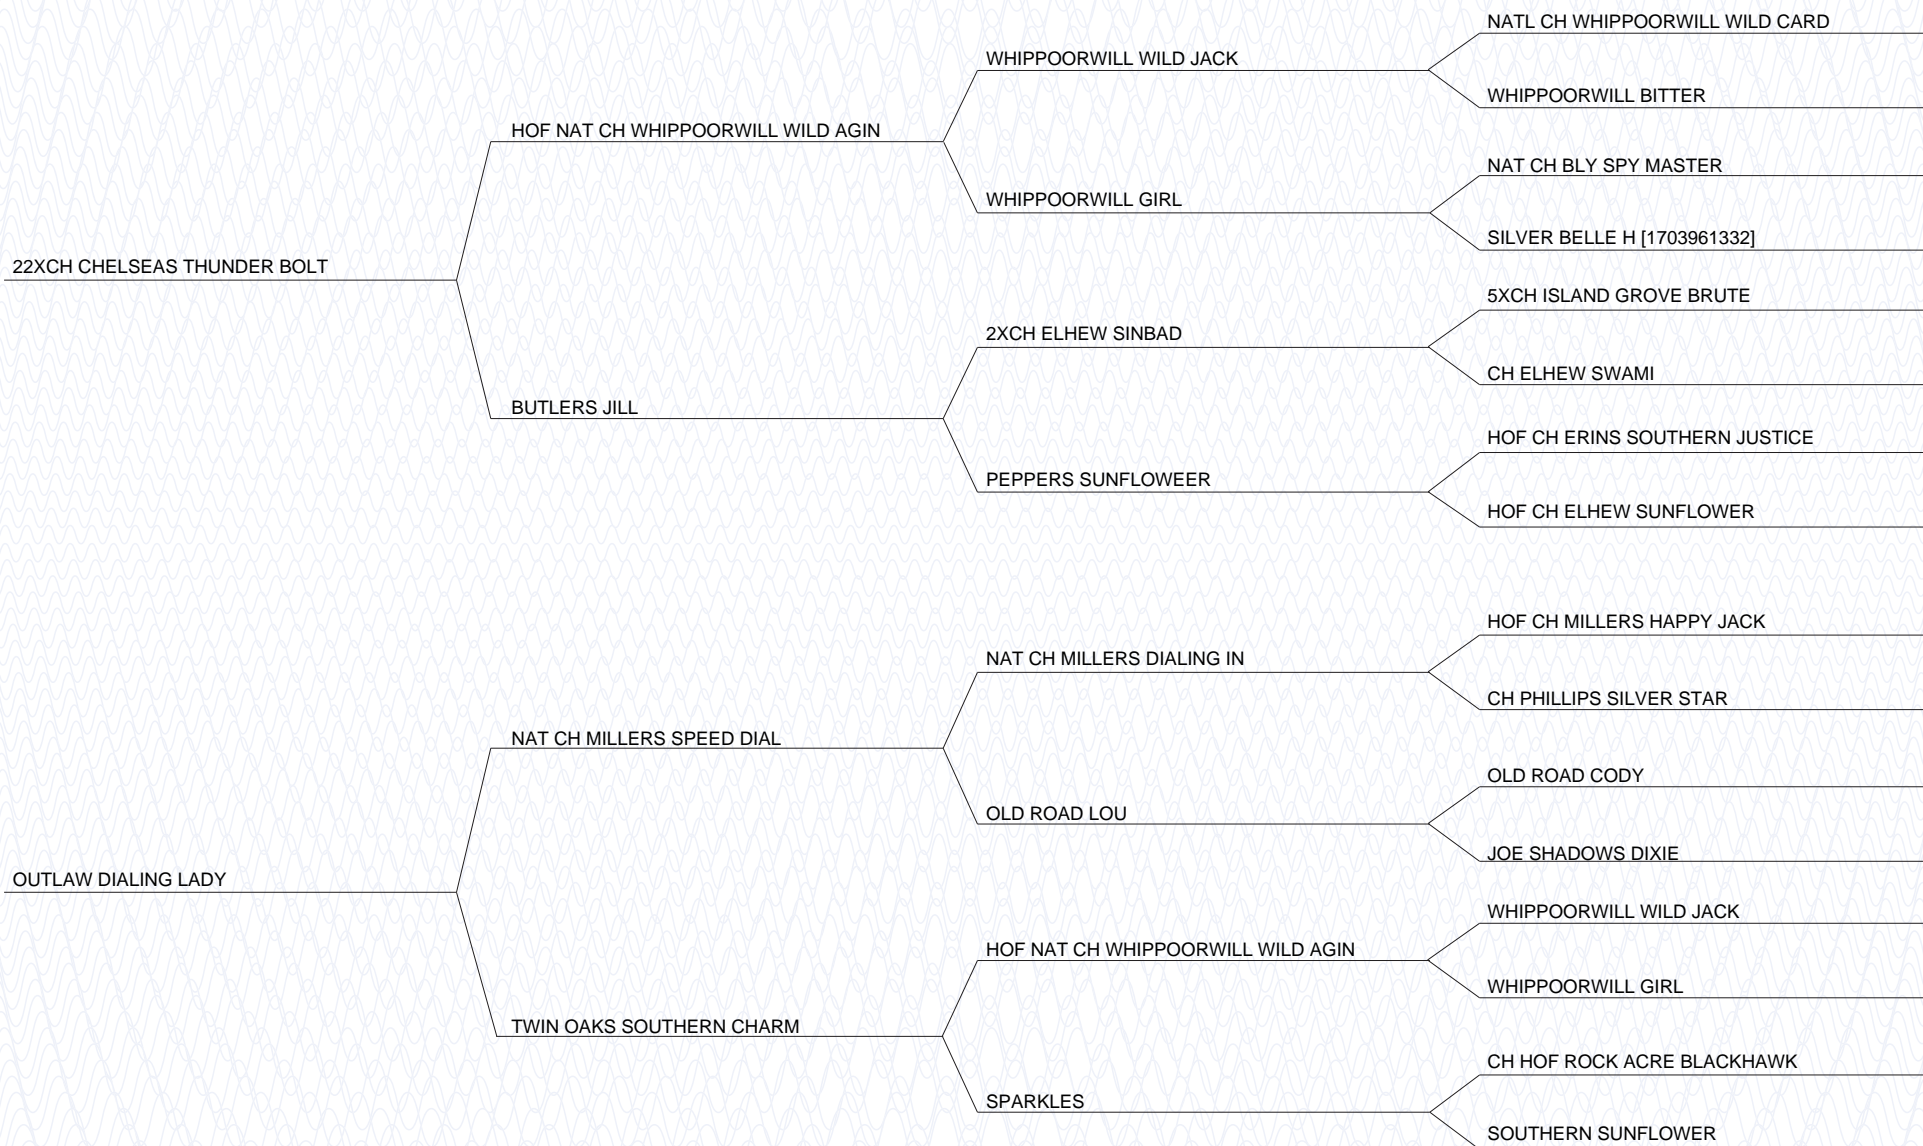 NATL CH WHIPPOORWILL WILD CARD
WHIPPOORWILL WILD JACK
WHIPPOORWILL BITTER
HOF NAT CH WHIPPOORWILL WILD AGIN
NAT CH BLY SPY MASTER
WHIPPOORWILL GIRL
SILVER BELLE H [1703961332]
22XCH CHELSEAS THUNDER BOLT
5XCH ISLAND GROVE BRUTE
2XCH ELHEW SINBAD
CH ELHEW SWAMI
BUTLERS JILL
HOF CH ERINS SOUTHERN JUSTICE
PEPPERS SUNFLOWEER
HOF CH ELHEW SUNFLOWER
HOF CH MILLERS HAPPY JACK
NAT CH MILLERS DIALING IN
CH PHILLIPS SILVER STAR
NAT CH MILLERS SPEED DIAL
OLD ROAD CODY
OLD ROAD LOU
JOE SHADOWS DIXIE
OUTLAW DIALING LADY
WHIPPOORWILL WILD JACK
HOF NAT CH WHIPPOORWILL WILD AGIN
WHIPPOORWILL GIRL
TWIN OAKS SOUTHERN CHARM
CH HOF ROCK ACRE BLACKHAWK
SPARKLES
SOUTHERN SUNFLOWER